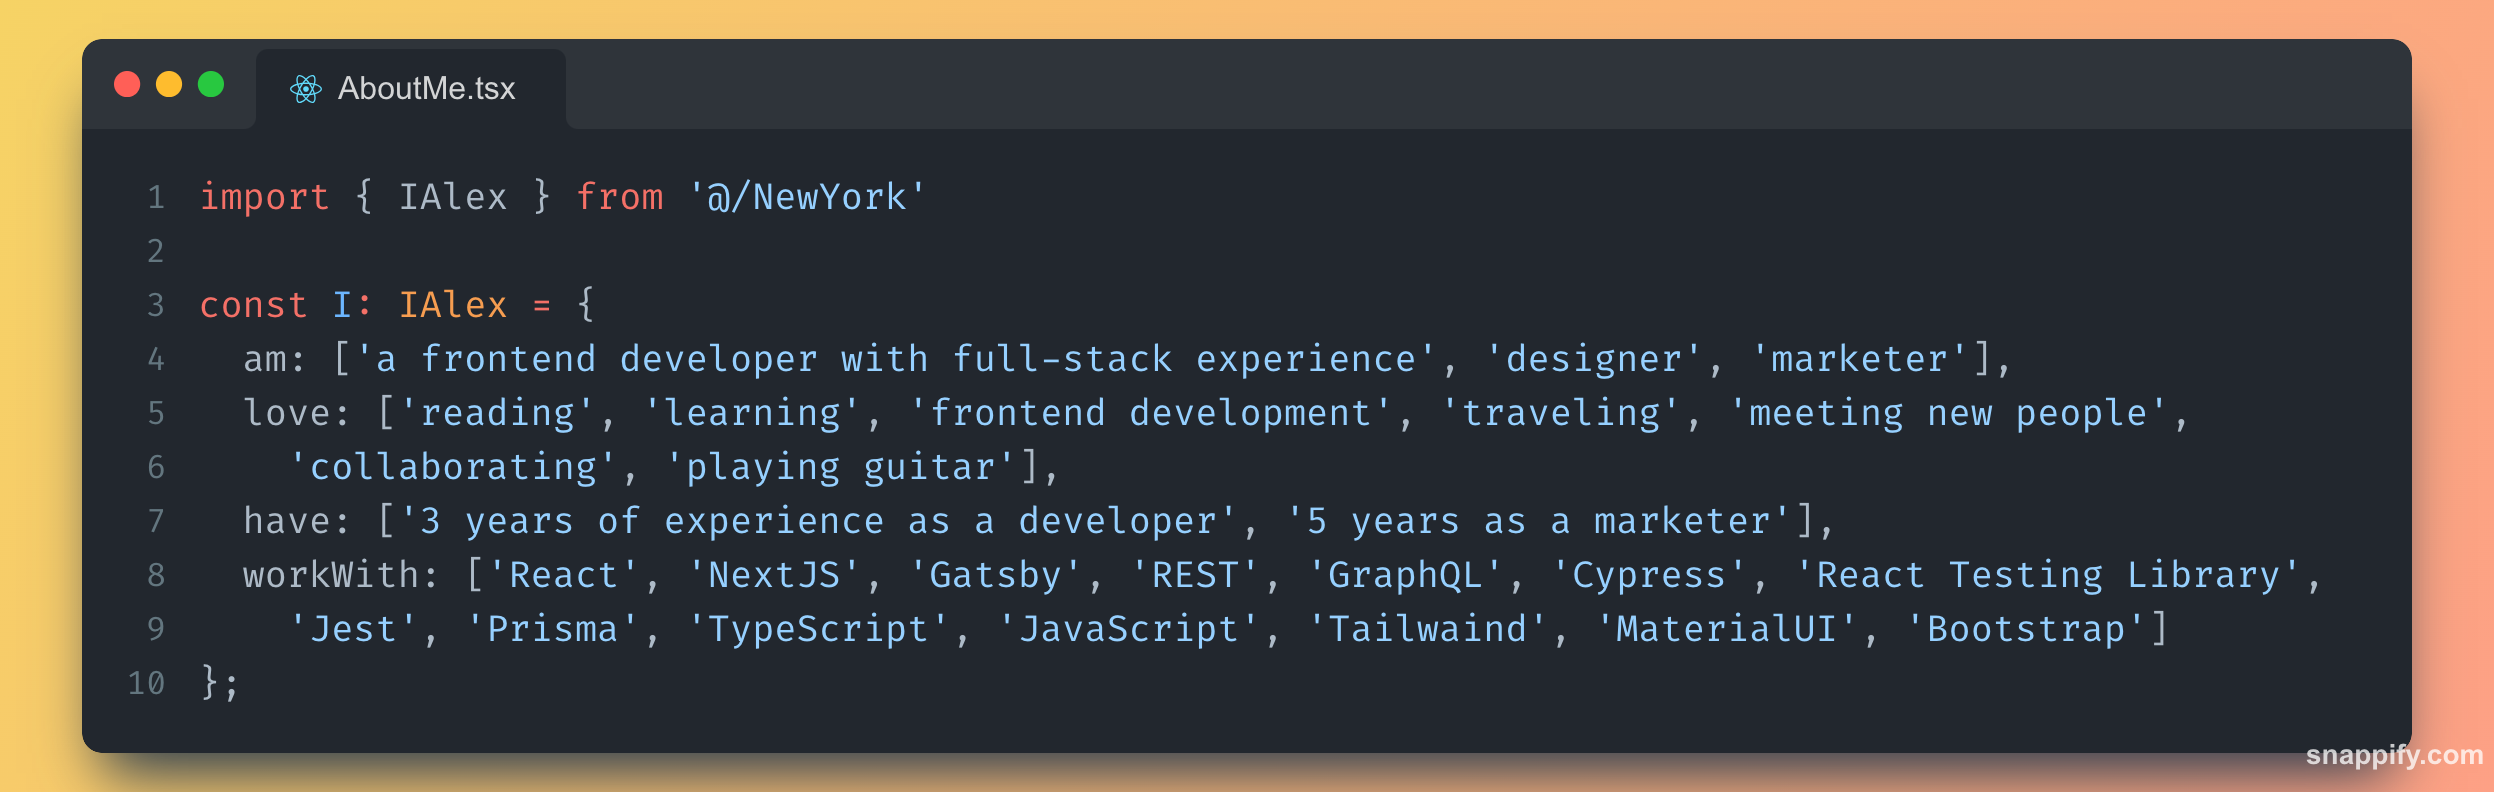 AboutMe.tsx
1 import { IAlex } from '@/NewYork'
2
3 const I: IAlex = {
4   am: ['a frontend developer with full-stack experience', 'designer', 'marketer'],
5   love: ['reading', 'learning', 'frontend development', 'traveling', 'meeting new people',
6     'collaborating', 'playing guitar'],
7   have: ['3 years of experience as a developer', '5 years as a marketer'],
8   workWith: ['React', 'NextJS', 'Gatsby', 'REST', 'GraphQL', 'Cypress', 'React Testing Library',
9     'Jest', 'Prisma', 'TypeScript', 'JavaScript', 'Tailwaind', 'MaterialUI', 'Bootstrap']
10 };
snappify.com